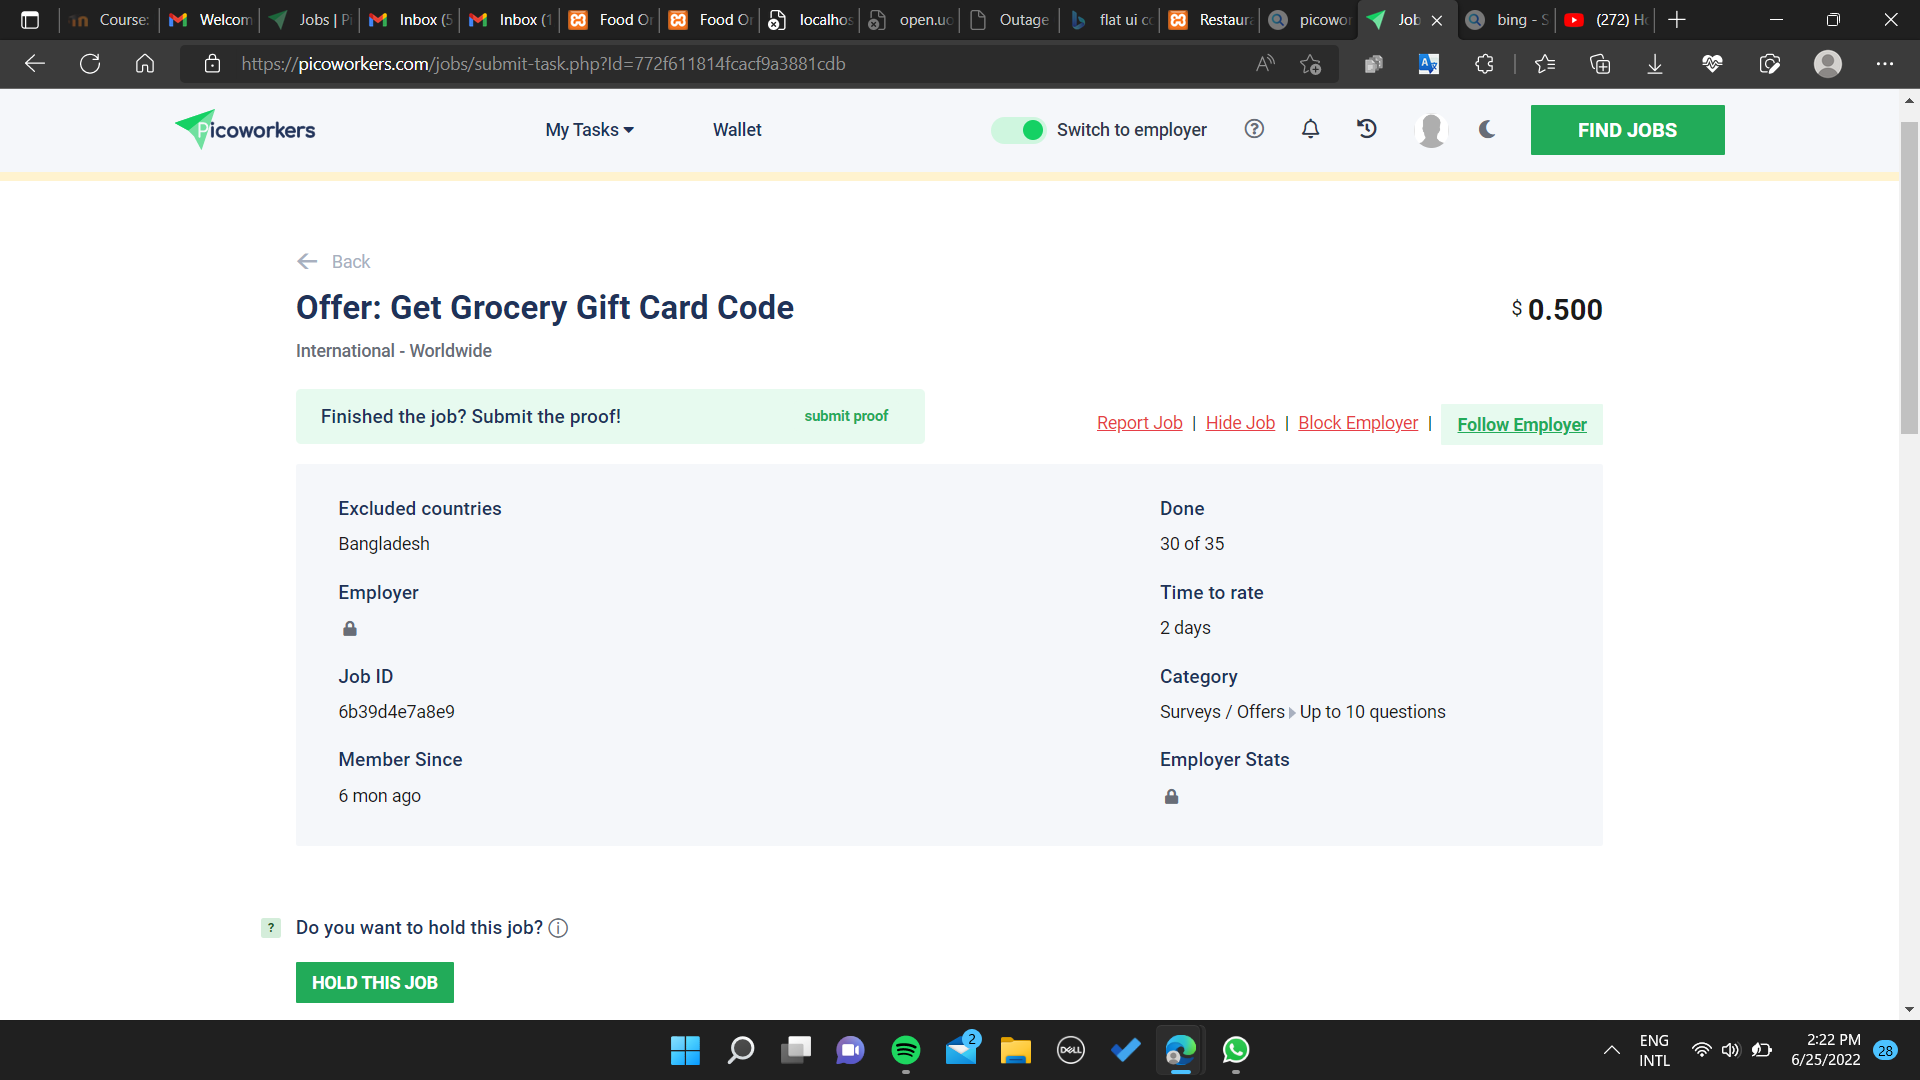 Course:
Welcom
Jobs | Pi
Inbox (5
Inbox (1
Food Or
Food Or
localhos
open.uo
Outage
flat ui co
Restaura
picowor
Job
bing - S
(272) Ho
https://picoworkers.com/jobs/submit-task.php?Id=772f611814fcacf9a3881cdb
Picoworkers
My Tasks
Wallet
Switch to employer
FIND JOBS
Back
Offer: Get Grocery Gift Card Code
$ 0.500
International - Worldwide
Finished the job? Submit the proof!
submit proof
Report Job | Hide Job | Block Employer | Follow Employer
Excluded countries
Bangladesh
Employer
Job ID
6b39d4e7a8e9
Member Since
6 mon ago
Done
30 of 35
Time to rate
2 days
Category
Surveys / Offers Up to 10 questions
Employer Stats
? Do you want to hold this job?
HOLD THIS JOB
2
DELL
ENG
INTL
2:22 PM
6/25/2022
28